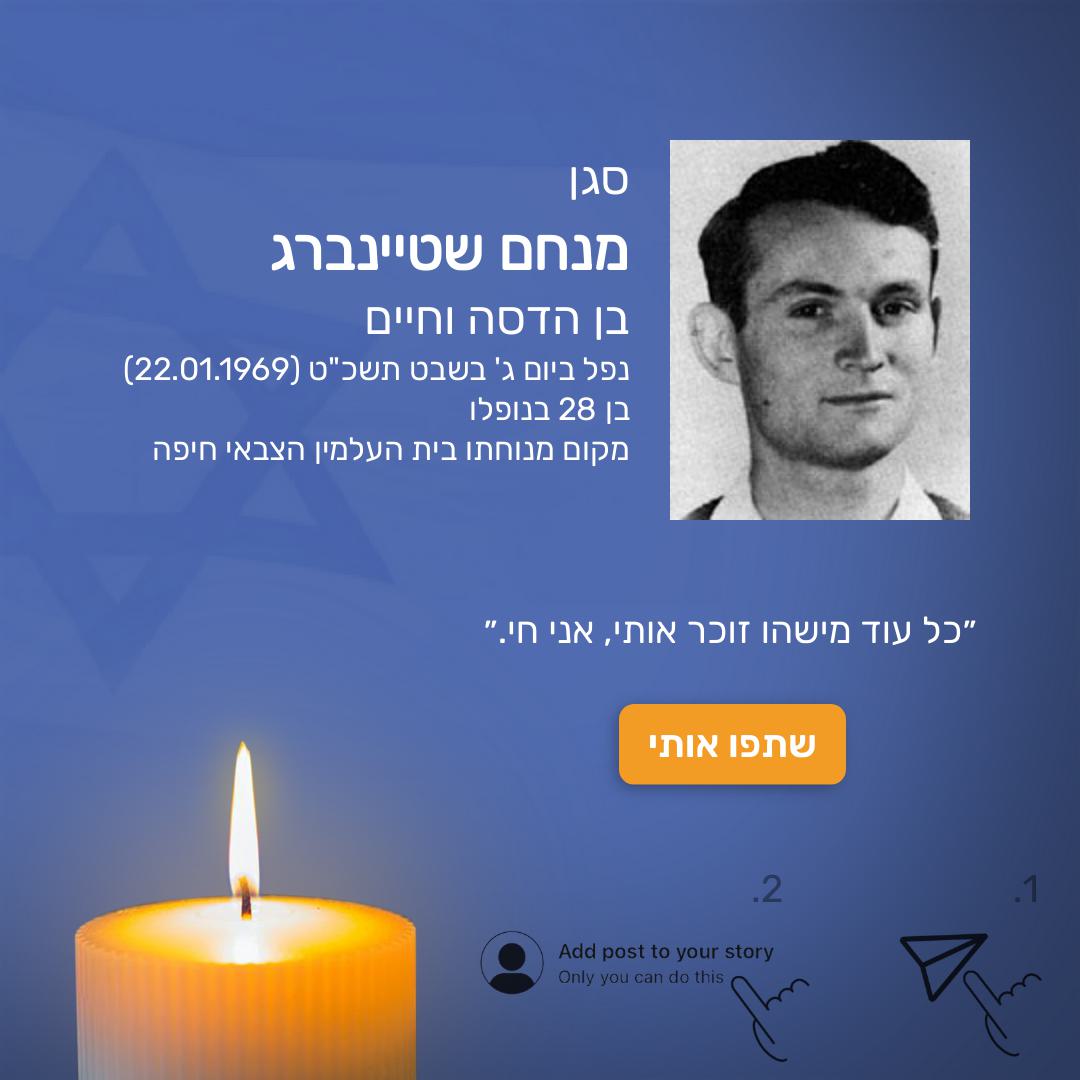 סגן
מנחם שטיינברג
בן הדסה וחיים
נפל ביום ג' בשבט תשכ"ט (22.01.1969)
בן 28 בנופלו
מקום מנוחתו בית העלמין הצבאי חיפה
״כל עוד מישהו זוכר אותי, אני חי.״
שתפו אותי
1.
2.
Add post to your story
Only you can do this